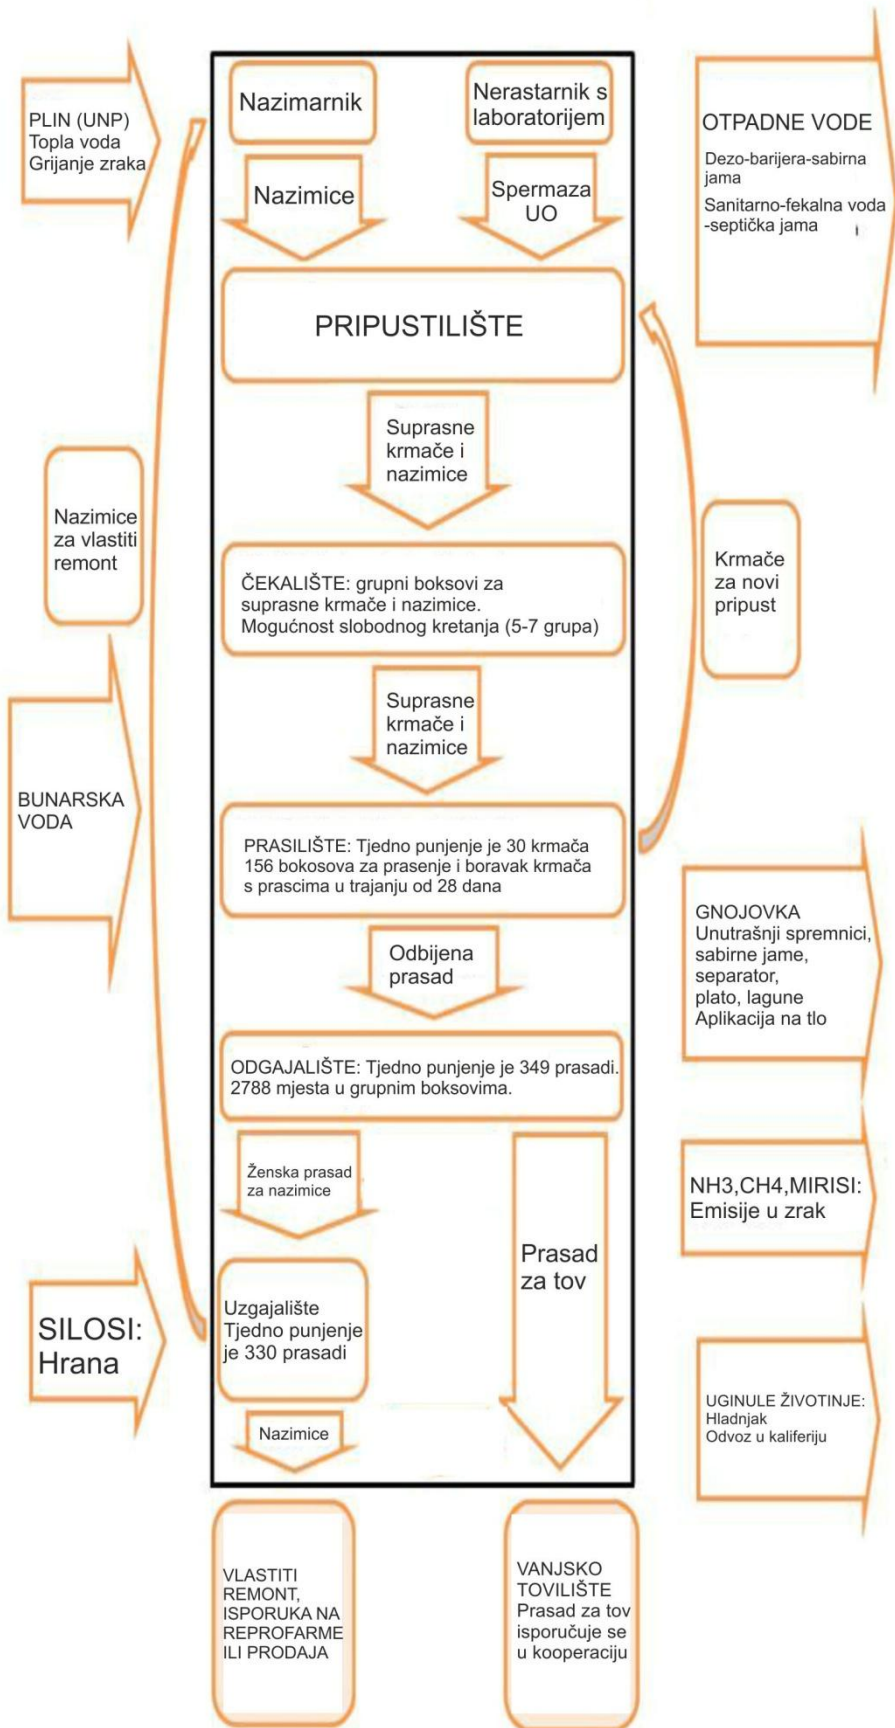 PLIN (UNP)
Topla voda
Grijanje zraka
Nazimarnik
Nerastarnik s
laboratorijem
OTPADNE VODE
Dezo-barijera-sabirna
jama
Sanitarno-fekalna voda
-septička jama
Nazimice
Spermaza
UO
PRIPUSTILIŠTE
Suprasne
krmače i
nazimice
Nazimice
za vlastiti
remont
ČEKALIŠTE: grupni boksovi za
suprasne krmače i nazimice.
Mogućnost slobodnog kretanja (5-7 grupa)
Krmače
za novi
pripust
Suprasne
krmače i
nazimice
BUNARSKA
VODA
PRASILIŠTE: Tjedno punjenje je 30 krmača
156 bokosova za prasenje i boravak krmača
s prascima u trajanju od 28 dana
GNOJOVKA
Unutrašnji spremnici,
sabirne jame,
separator,
plato, lagune
Aplikacija na tlo
Odbijena
prasad
ODGAJALIŠTE: Tjedno punjenje je 349 prasadi.
2788 mjesta u grupnim boksovima.
Ženska prasad
za nazimice
NH3,CH4,MIRISI:
Emisije u zrak
Prasad
za tov
SILOSI:
Hrana
Uzgajalište
Tjedno punjenje
je 330 prasadi
UGINULE ŽIVOTINJE:
Hladnjak
Odvoz u kaliferiju
Nazimice
VLASTITI
REMONT,
ISPORUKA NA
REPROFARME
ILI PRODAJA
VANJSKO
TOVILIŠTE
Prasad za tov
isporučuje se
u kooperaciju